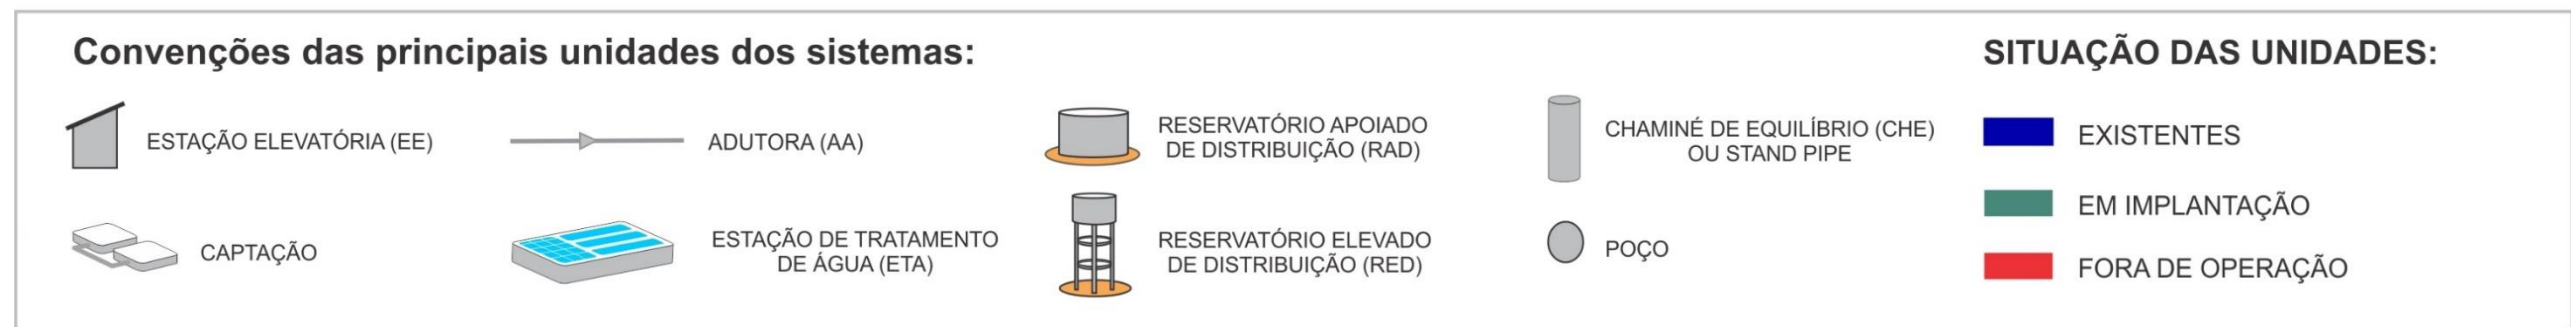 Convenções das principais unidades dos sistemas:
ESTAÇÃO ELEVATÓRIA (EE)
ADUTORA (AA)
RESERVATÓRIO APOIADO
DE DISTRIBUIÇÃO (RAD)
CHAMINÉ DE EQUILÍBRIO (CHE)
OU STAND PIPE
CAPTAÇÃO
ESTAÇÃO DE TRATAMENTO
DE ÁGUA (ETA)
RESERVATÓRIO ELEVADO
DE DISTRIBUIÇÃO (RED)
POÇO
SITUAÇÃO DAS UNIDADES:
EXISTENTES
EM IMPLANTAÇÃO
FORA DE OPERAÇÃO